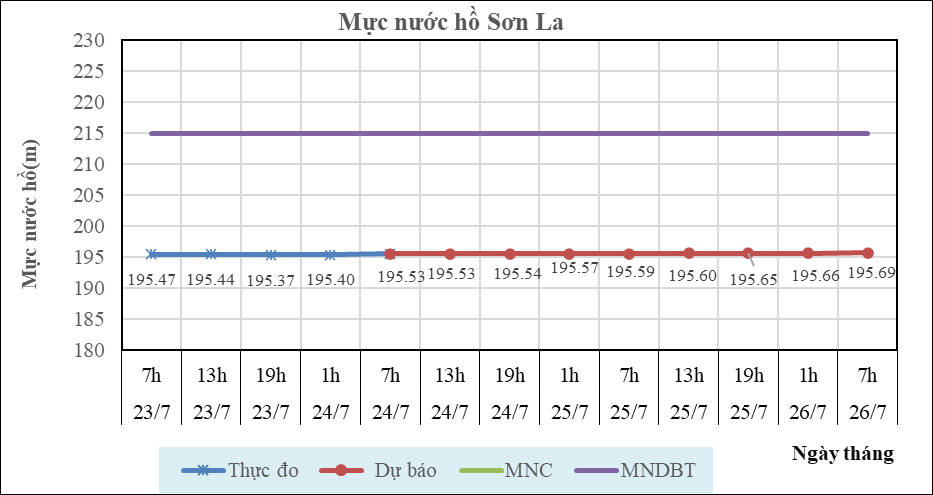 Mực nước hồ Sơn La
230
225
220
215
210
205
200
195
190
185
180
Mực nước hồ(m)
195.47 195.44 195.37 195.40 195.53 195.53 195.54 195.57 195.59 195.60 195.65 195.66 195.69
7h 13h 19h 1h 7h 13h 19h 1h 7h 13h 19h 1h 7h
23/7 23/7 23/7 24/7 24/7 24/7 24/7 25/7 25/7 25/7 25/7 26/7 26/7
Ngày tháng
Thực đo Dự báo MNC MNDBT